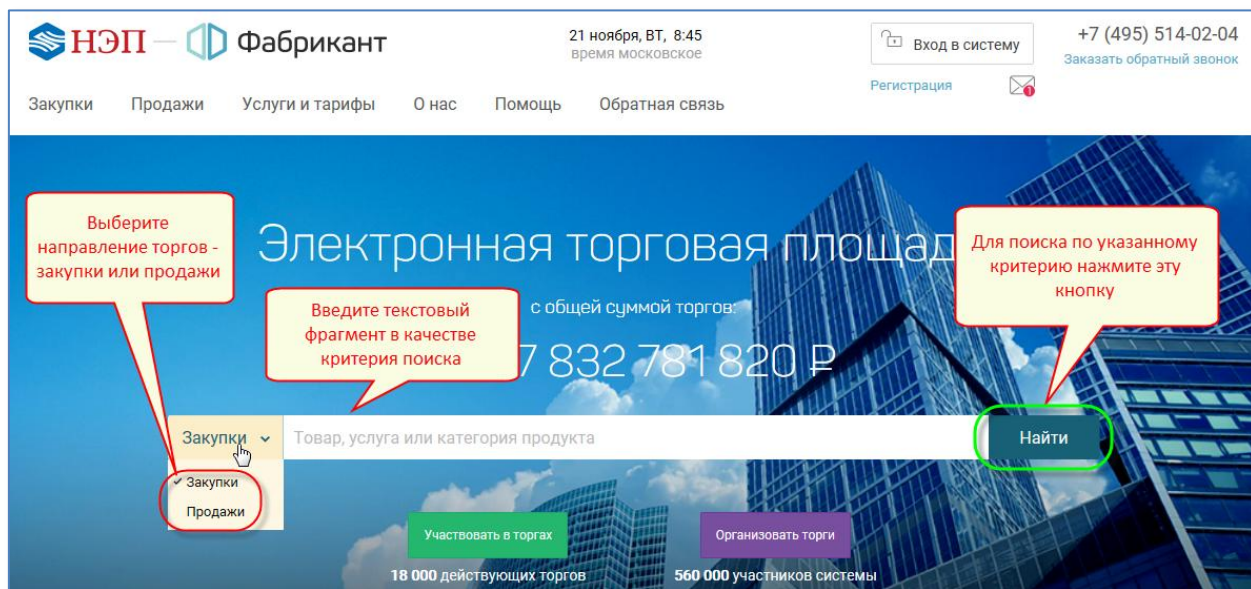 НЭП — Фабрикант
21 ноября, ВТ, 8:45
время московское
Вход в систему
+7 (495) 514-02-04
Заказать обратный звонок
Регистрация
1
Закупки Продажи Услуги и тарифы О нас Помощь Обратная связь
Выберите
направление торгов -
закупки или продажи
Электронная торговая площад
Для поиска по указанному
критерию нажмите эту
кнопку
Введите текстовый
фрагмент в качестве
критерия поиска
с общей суммой торгов:
7 832 781 820 ₽
Закупки
Товар, услуга или категория продукта
Найти
Закупки
Продажи
Участвовать в торгах
Организовать торги
18 000 действующих торгов
560 000 участников системы